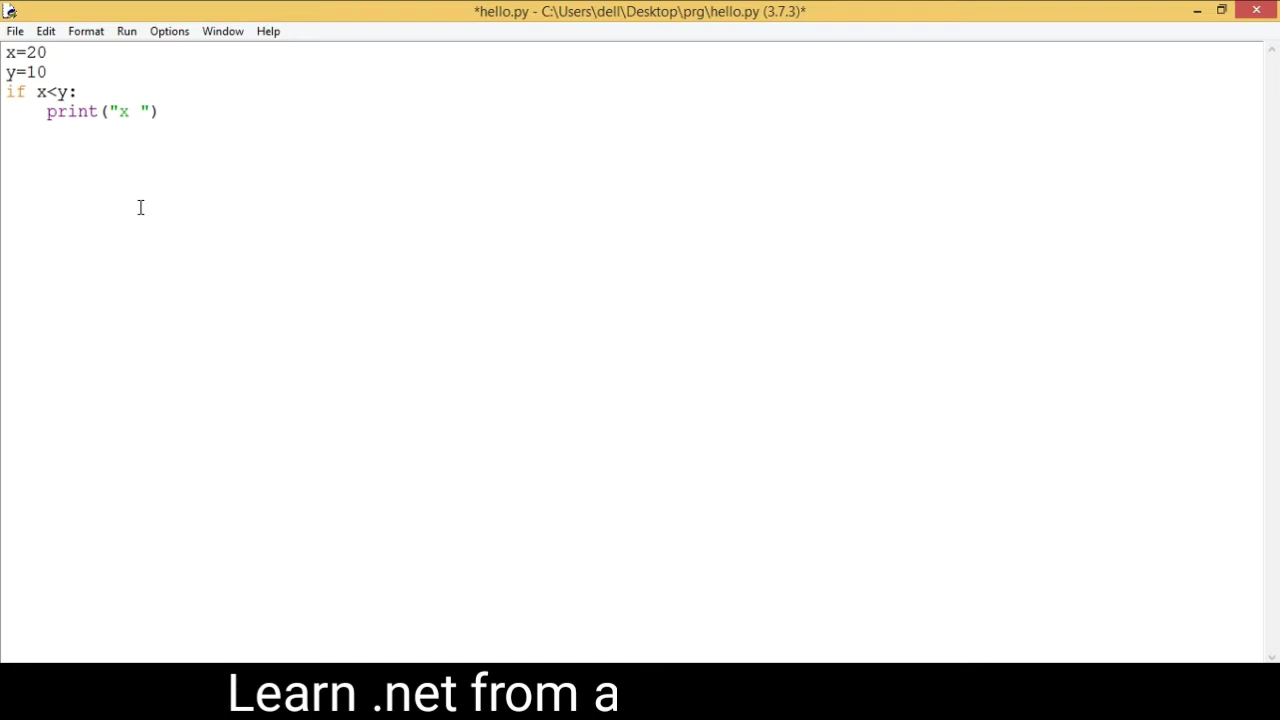 *hello.py - C:\Users\dell\Desktop\prg\hello.py (3.7.3)*
File Edit Format Run Options Window Help
x=20
y=10
if x<y:
    print("x ")
Learn .net from a